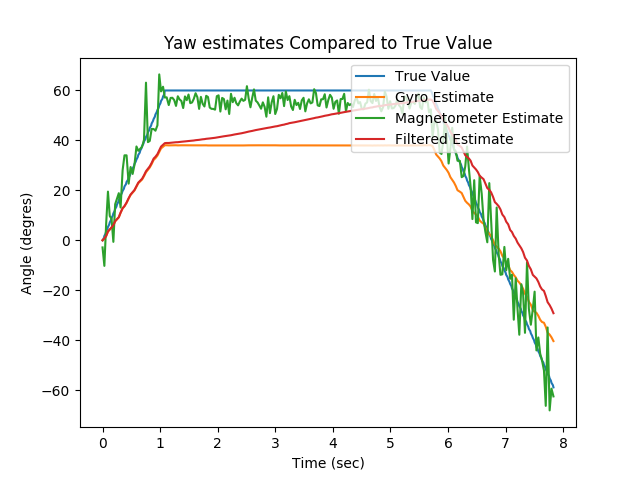 Yaw estimates Compared to True Value
True Value
Gyro Estimate
Magnetometer Estimate
Filtered Estimate
60
40
20
0
−20
−40
−60
Angle (degres)
0 1 2 3 4 5 6 7 8
Time (sec)